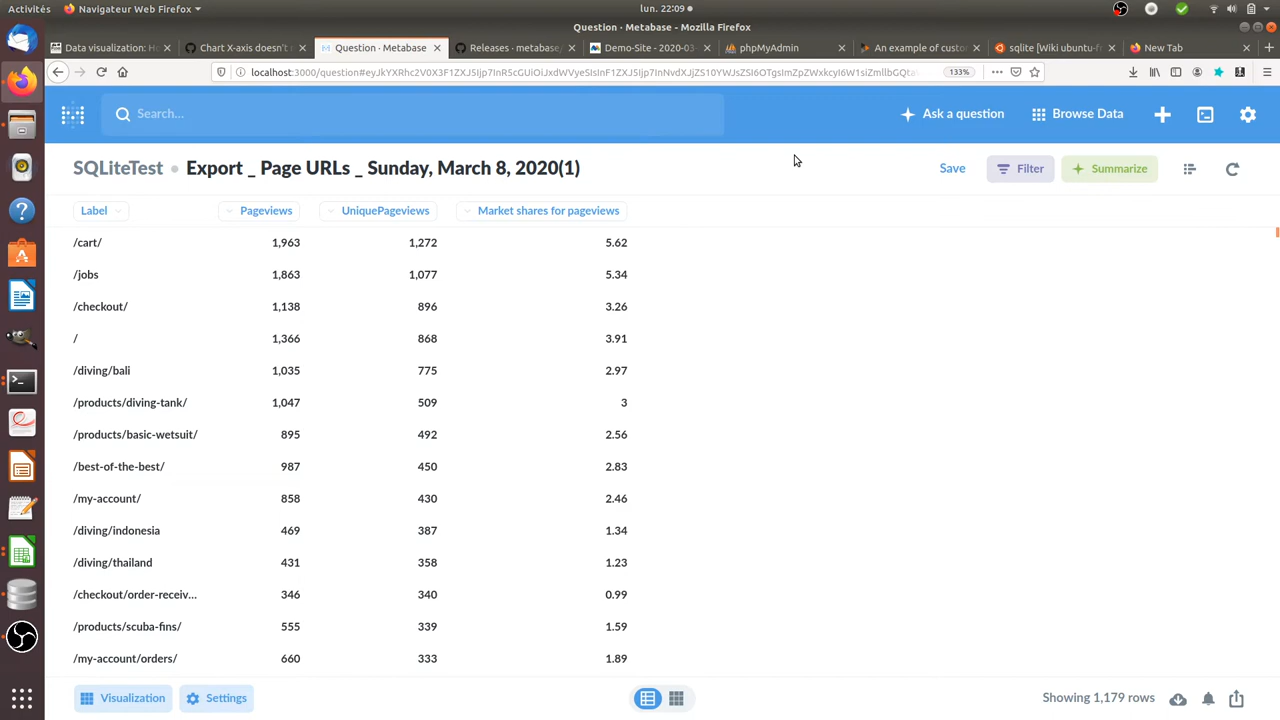 Activités Navigateur Web Firefox lun. 22:09
Question · Metabase - Mozilla Firefox
Data visualization: H Chart X-axis doesn't Question · Metabase Releases · metabase/ Demo-Site - 2020-03- phpMyAdmin An example of custo sqlite [Wiki ubuntu-fr New Tab
133%
Search...
Ask a question
Browse Data
SQLiteTest Export _ Page URLs _ Sunday, March 8, 2020(1)
Save Filter Summarize
Label Pageviews UniquePageviews Market shares for pageviews
/cart/ 1,963 1,272 5.62
/jobs 1,863 1,077 5.34
/checkout/ 1,138 896 3.26
/ 1,366 868 3.91
/diving/bali 1,035 775 2.97
/products/diving-tank/ 1,047 509 3
/products/basic-wetsuit/ 895 492 2.56
/best-of-the-best/ 987 450 2.83
/my-account/ 858 430 2.46
/diving/indonesia 469 387 1.34
/diving/thailand 431 358 1.23
/checkout/order-receiv... 346 340 0.99
/products/scuba-fins/ 555 339 1.59
/my-account/orders/ 660 333 1.89
Visualization Settings Showing 1,179 rows